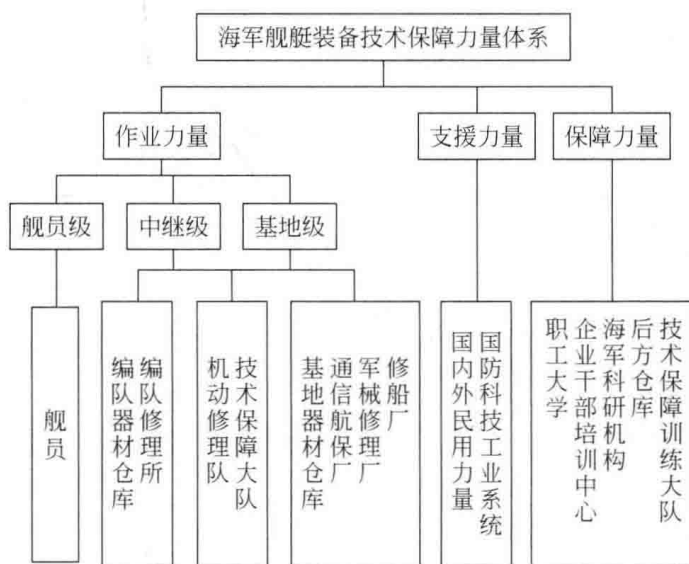 海军舰艇装备技术保障力量体系
作业力量
支援力量
保障力量
舰员级
中继级
基地级
舰员
编队修理所
编队器材仓库
技术保障大队
机动修理队
修船厂
军械修理厂
通信航保厂
基地器材仓库
国防科技工业系统
国内外民用力量
技术保障训练大队
后方仓库
海军科研机构
企业干部培训中心
职工大学